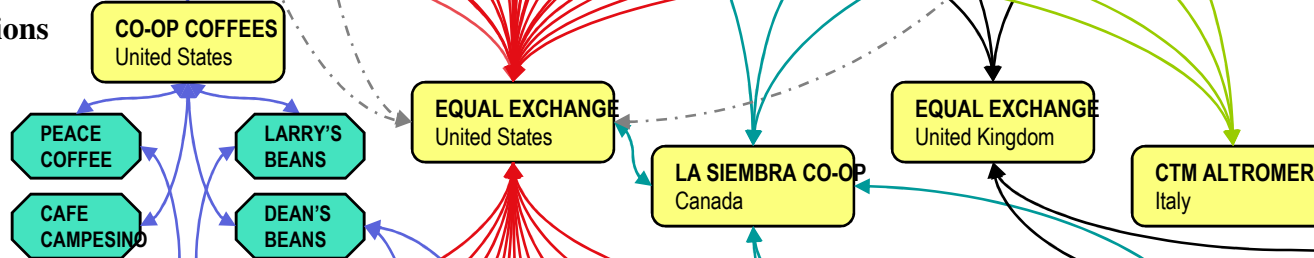 ions
CO-OP COFFEES
United States
EQUAL EXCHANGE
United States
EQUAL EXCHANGE
United Kingdom
PEACE
COFFEE
LARRY'S
BEANS
LA SIEMBRA CO-OP
Canada
CTM ALTROMER
Italy
CAFE
CAMPESINO
DEAN'S
BEANS